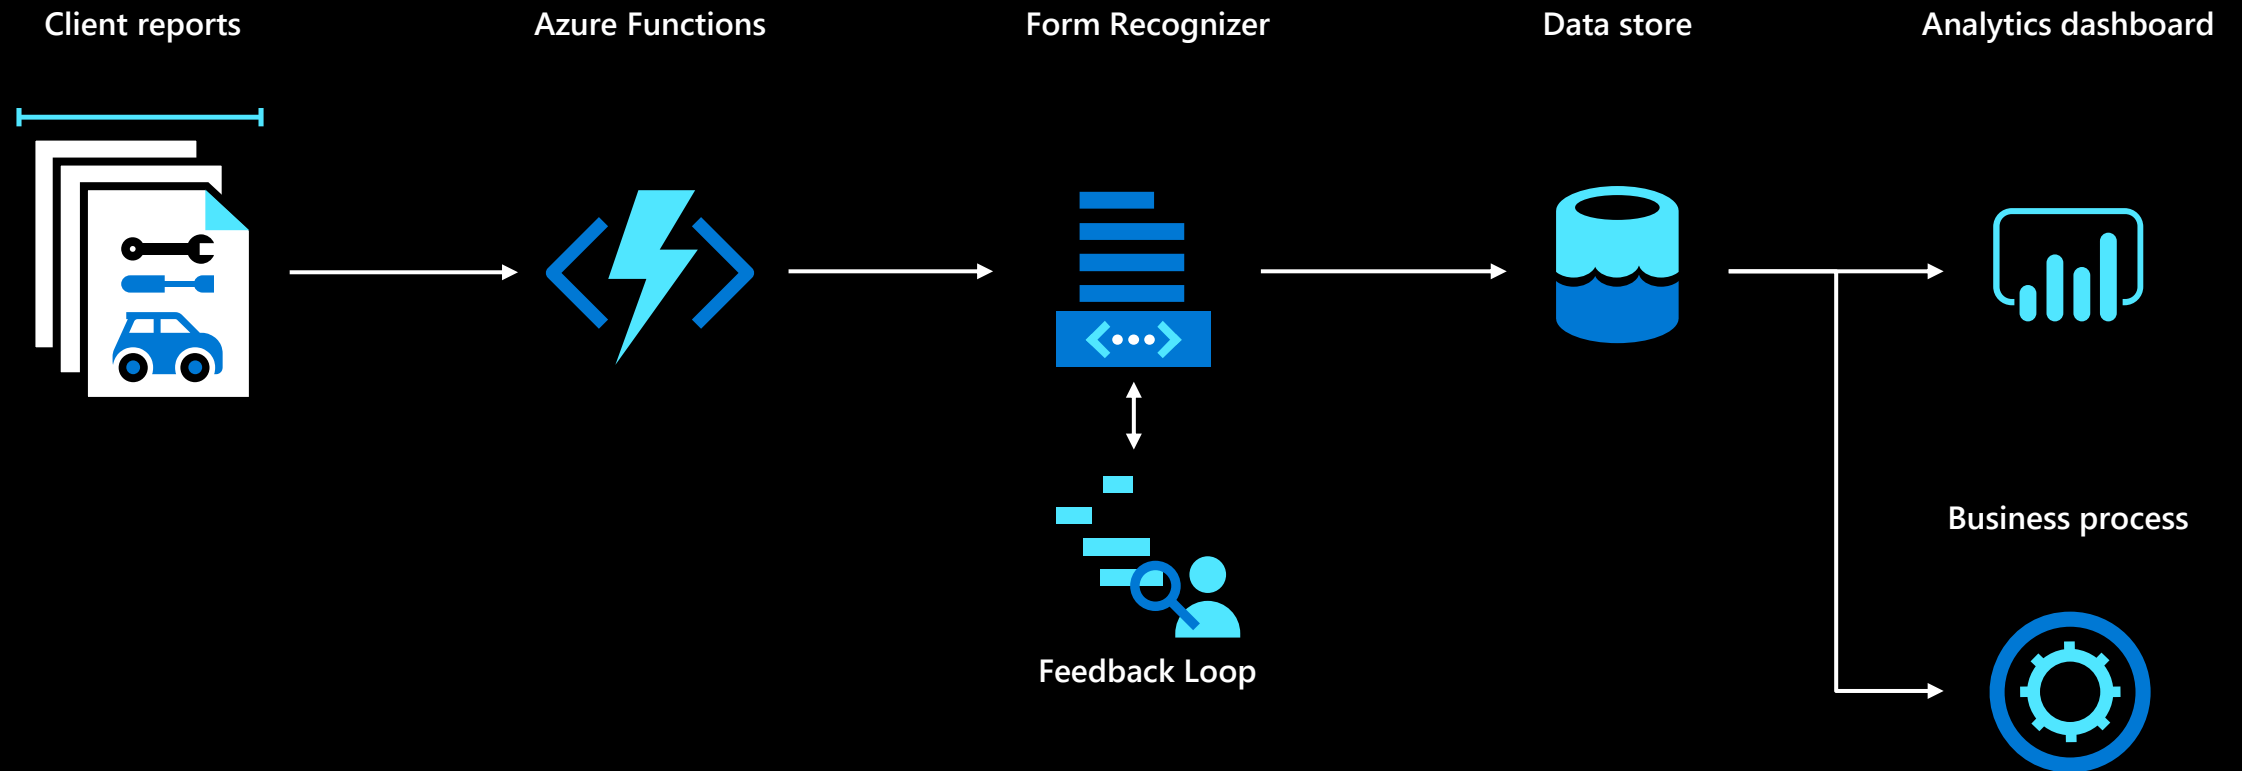 Client reports
Azure Functions
Form Recognizer
Data store
Analytics dashboard
Business process
Feedback Loop